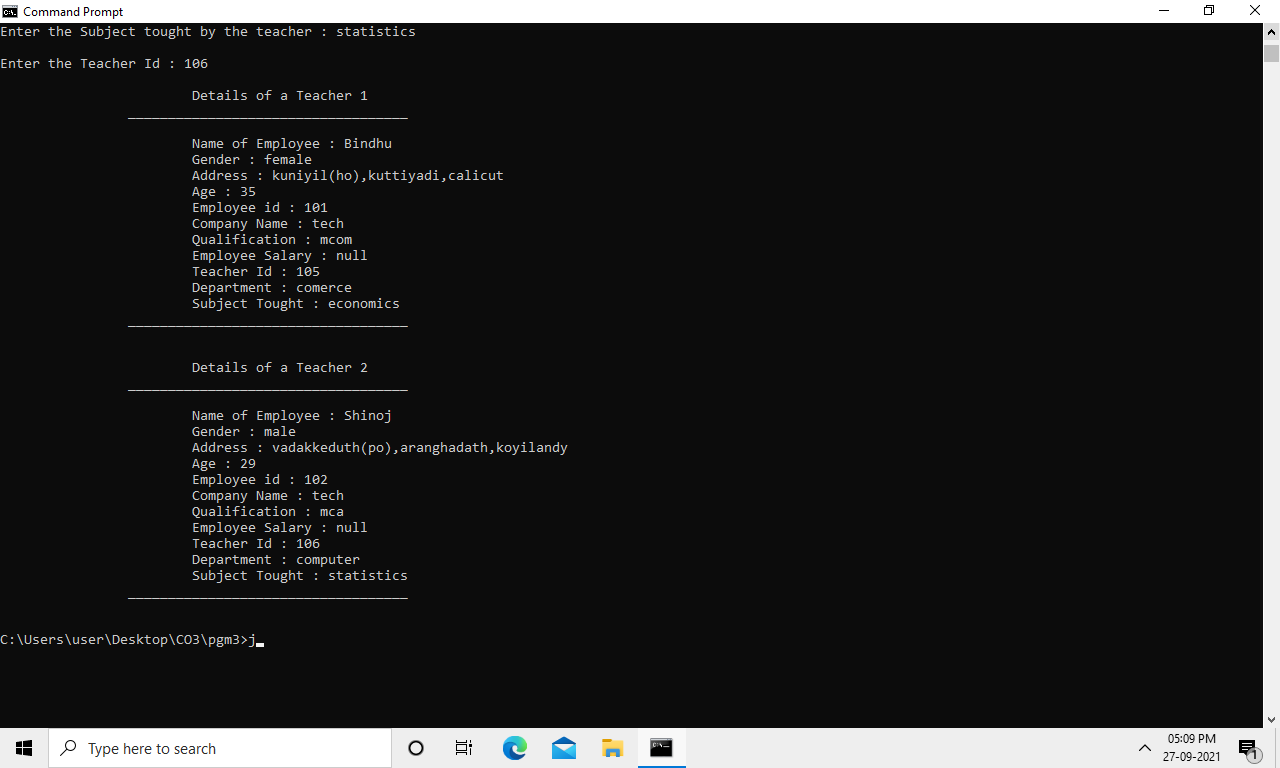 Command Prompt
Enter the Subject tought by the teacher : statistics
Enter the Teacher Id : 106
Details of a Teacher 1
___________________________________
Name of Employee : Bindhu
Gender : female
Address : kuniyil(ho),kuttiyadi,calicut
Age : 35
Employee id : 101
Company Name : tech
Qualification : mcom
Employee Salary : null
Teacher Id : 105
Department : comerce
Subject Tought : economics
___________________________________
Details of a Teacher 2
___________________________________
Name of Employee : Shinoj
Gender : male
Address : vadakkeduth(po),aranghadath,koyilandy
Age : 29
Employee id : 102
Company Name : tech
Qualification : mca
Employee Salary : null
Teacher Id : 106
Department : computer
Subject Tought : statistics
___________________________________
C:\Users\user\Desktop\CO3\pgm3>j_
Type here to search
05:09 PM
27-09-2021
1